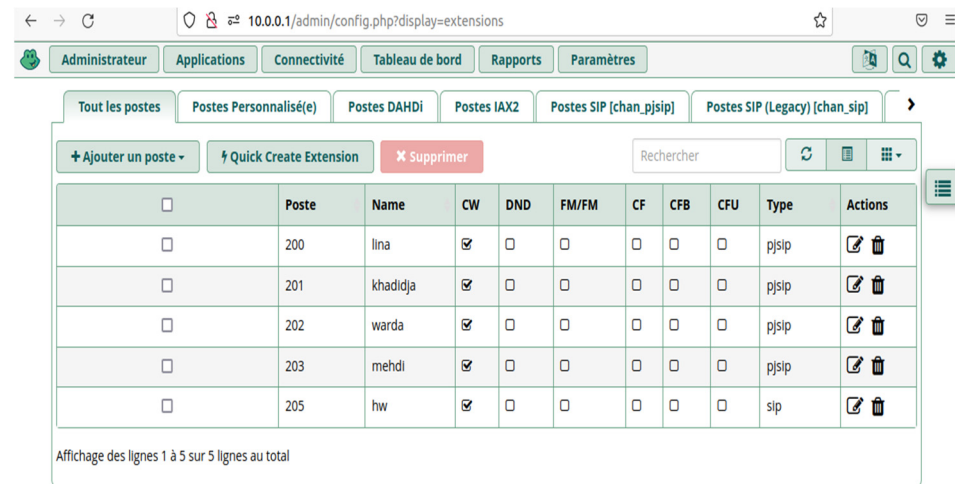 10.0.0.1/admin/config.php?display=extensions
Administrateur Applications Connectivité Tableau de bord Rapports Paramètres
Tout les postes Postes Personnalisé(e) Postes DAHDi Postes IAX2 Postes SIP [chan_pjsip] Postes SIP (Legacy) [chan_sip]
+ Ajouter un poste Quick Create Extension Supprimer Rechercher
Poste Name CW DND FM/FM CF CFB CFU Type Actions
200 lina pjsip
201 khadidja pjsip
202 warda pjsip
203 mehdi pjsip
205 hw sip
Affichage des lignes 1 à 5 sur 5 lignes au total